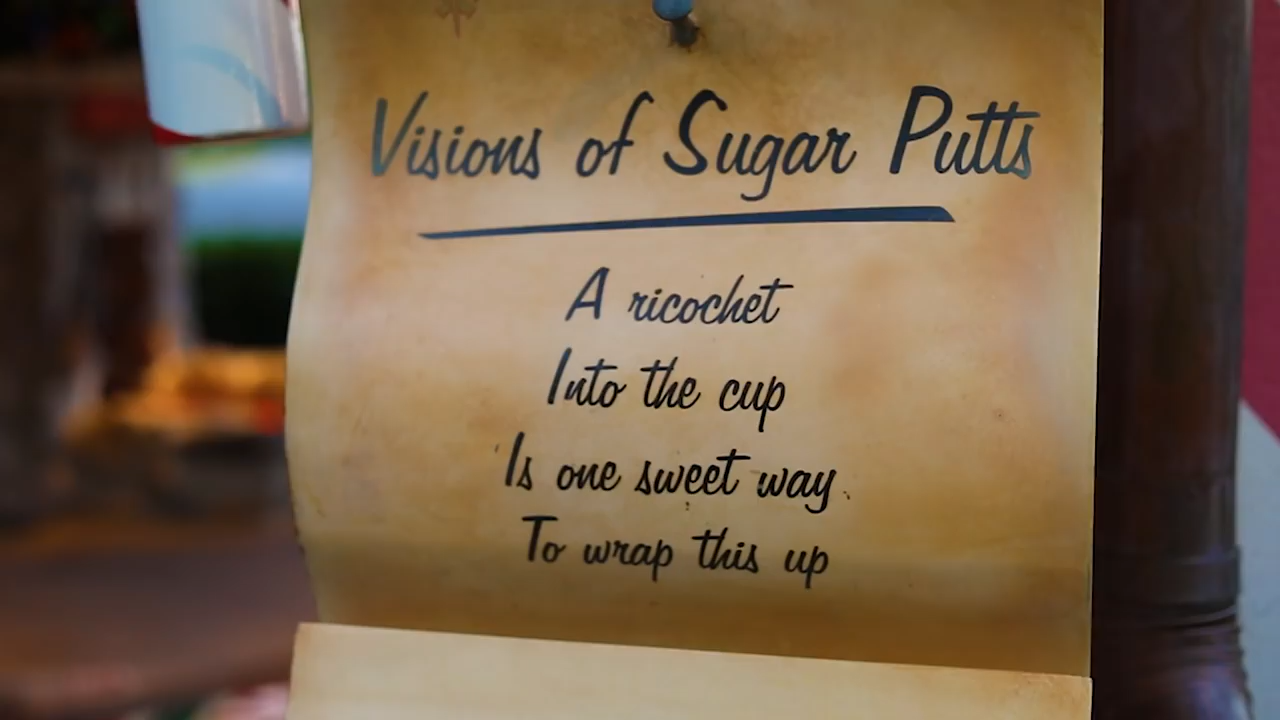 Visions of Sugar Putts
A ricochet
Into the cup
Is one sweet way
To wrap this up